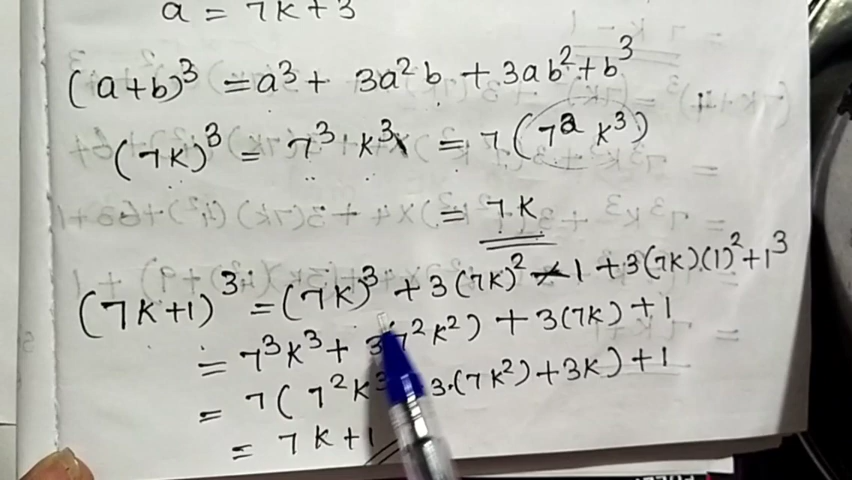 a = 7k+3
(a+b)³ = a³ + 3a²b + 3ab² + b³
(7k)³ = 7³ k³ = 7 ( 7² k³ )
= 7k
(7k+1)³ = (7k)³ + 3(7k)² × 1 + 3(7k)(1)² + 1³
= 7³k³ + 3 7²k²) + 3(7k) + 1
= 7 ( 7²k³ 3·(7k²) + 3k) + 1
= 7k+1